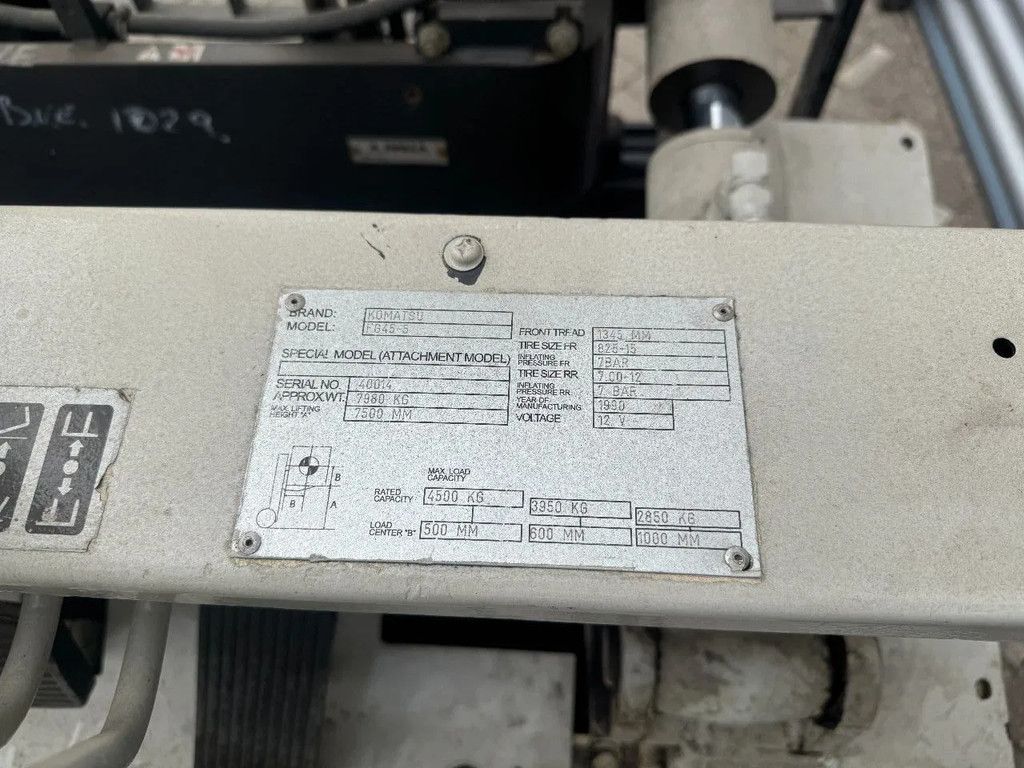 1029.
BRAND: KOMATSU
MODEL: FG45-5
SPECIAL MODEL (ATTACHMENT MODEL)
SERIAL NO. 40014
APPROX.WT. 7980 KG
MAX. LIFTING HEIGHT "A" 7500 MM
FRONT TREAD 1345 MM
TIRE SIZE FR 825-15
INFLATING PRESSURE FR. 7BAR
TIRE SIZE RR. 7.00-12
INFLATING PRESSURE RR. 7. BAR
YEAR OF MANUFACTURING 1990
VOLTAGE 12 V
B
B
A
MAX. LOAD CAPACITY
RATED CAPACITY: 4500 KG 3950 KG 2850 KG
LOAD CENTER "B" 500 MM 600 MM 1000 MM